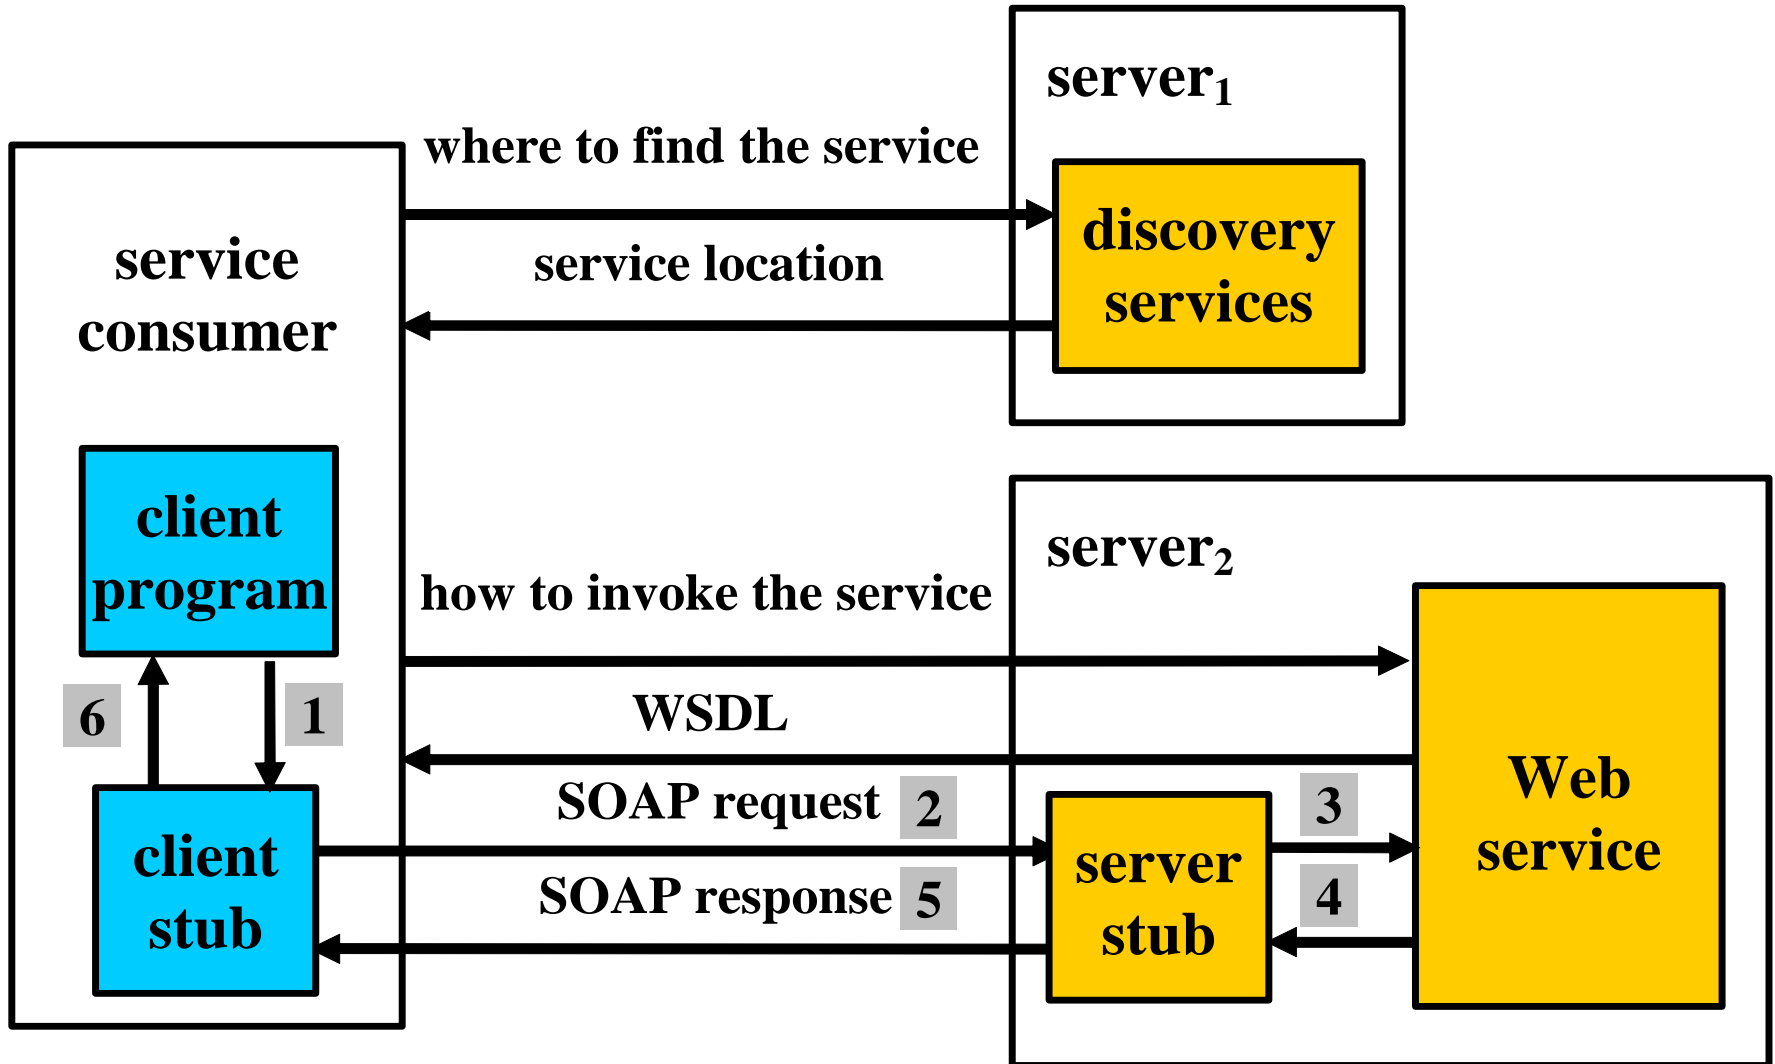 server₁
where to find the service
discovery
services
service location
service
consumer
client
program
server₂
how to invoke the service
6
1
WSDL
SOAP request 2
3
Web
service
client
stub
server
stub
SOAP response 5
4